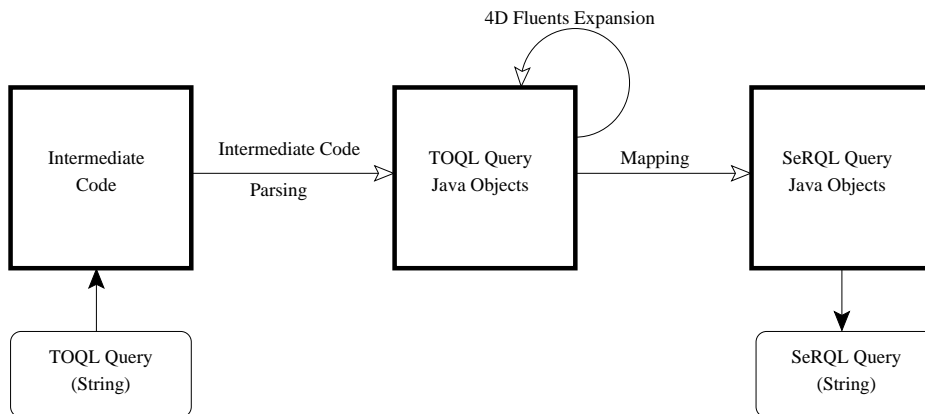 4D Fluents Expansion
Intermediate
Code
Intermediate Code
Parsing
TOQL Query
Java Objects
Mapping
SeRQL Query
Java Objects
TOQL Query
(String)
SeRQL Query
(String)